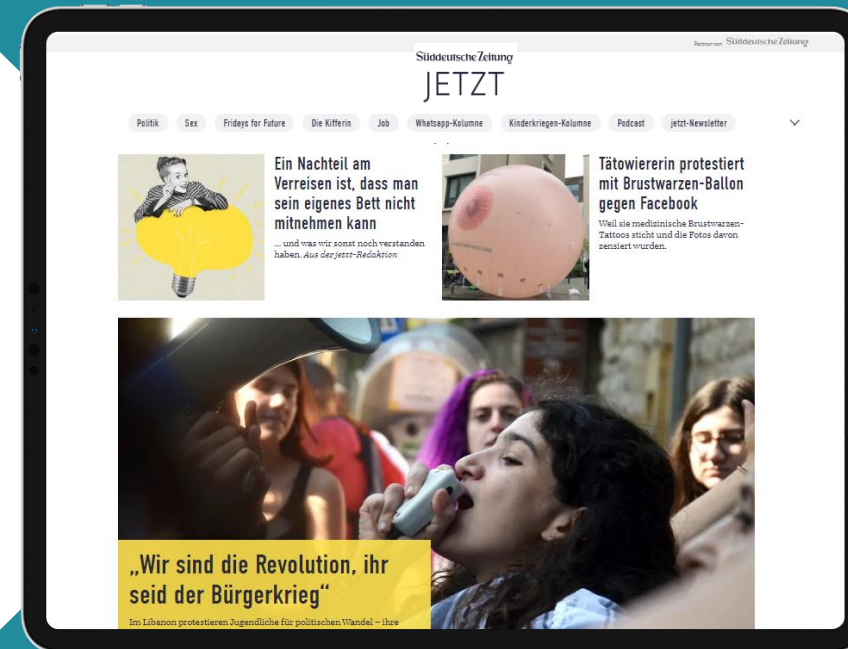 Partner von Süddeutsche Zeitung
Süddeutsche Zeitung
JETZT
Politik Sex Fridays for Future Die Kifferin Job Whatsapp-Kolumne Kinderkriegen-Kolumne Podcast jetzt-Newsletter
Ein Nachteil am
Verreisen ist, dass man
sein eigenes Bett nicht
mitnehmen kann
... und was wir sonst noch verstanden
haben. Aus der jetzt-Redaktion
Tätowiererin protestiert
mit Brustwarzen-Ballon
gegen Facebook
Weil sie medizinische Brustwarzen-
Tattoos sticht und die Fotos davon
zensiert wurden.
„Wir sind die Revolution, ihr
seid der Bürgerkrieg“
Im Libanon protestieren Jugendliche für politischen Wandel – ihre